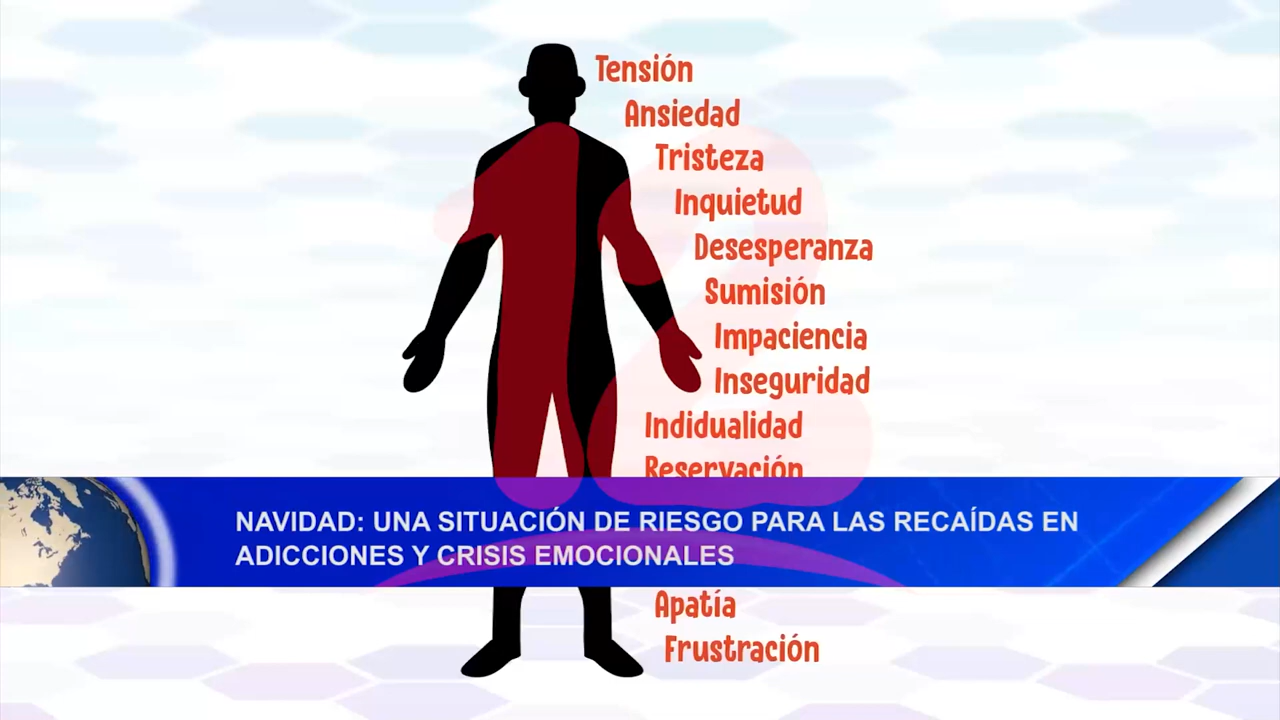 Tensión
Ansiedad
Tristeza
Inquietud
Desesperanza
Sumisión
Impaciencia
Inseguridad
Indidualidad
Reservación
NAVIDAD: UNA SITUACIÓN DE RIESGO PARA LAS RECAÍDAS EN
ADICCIONES Y CRISIS EMOCIONALES
Apatía
Frustración